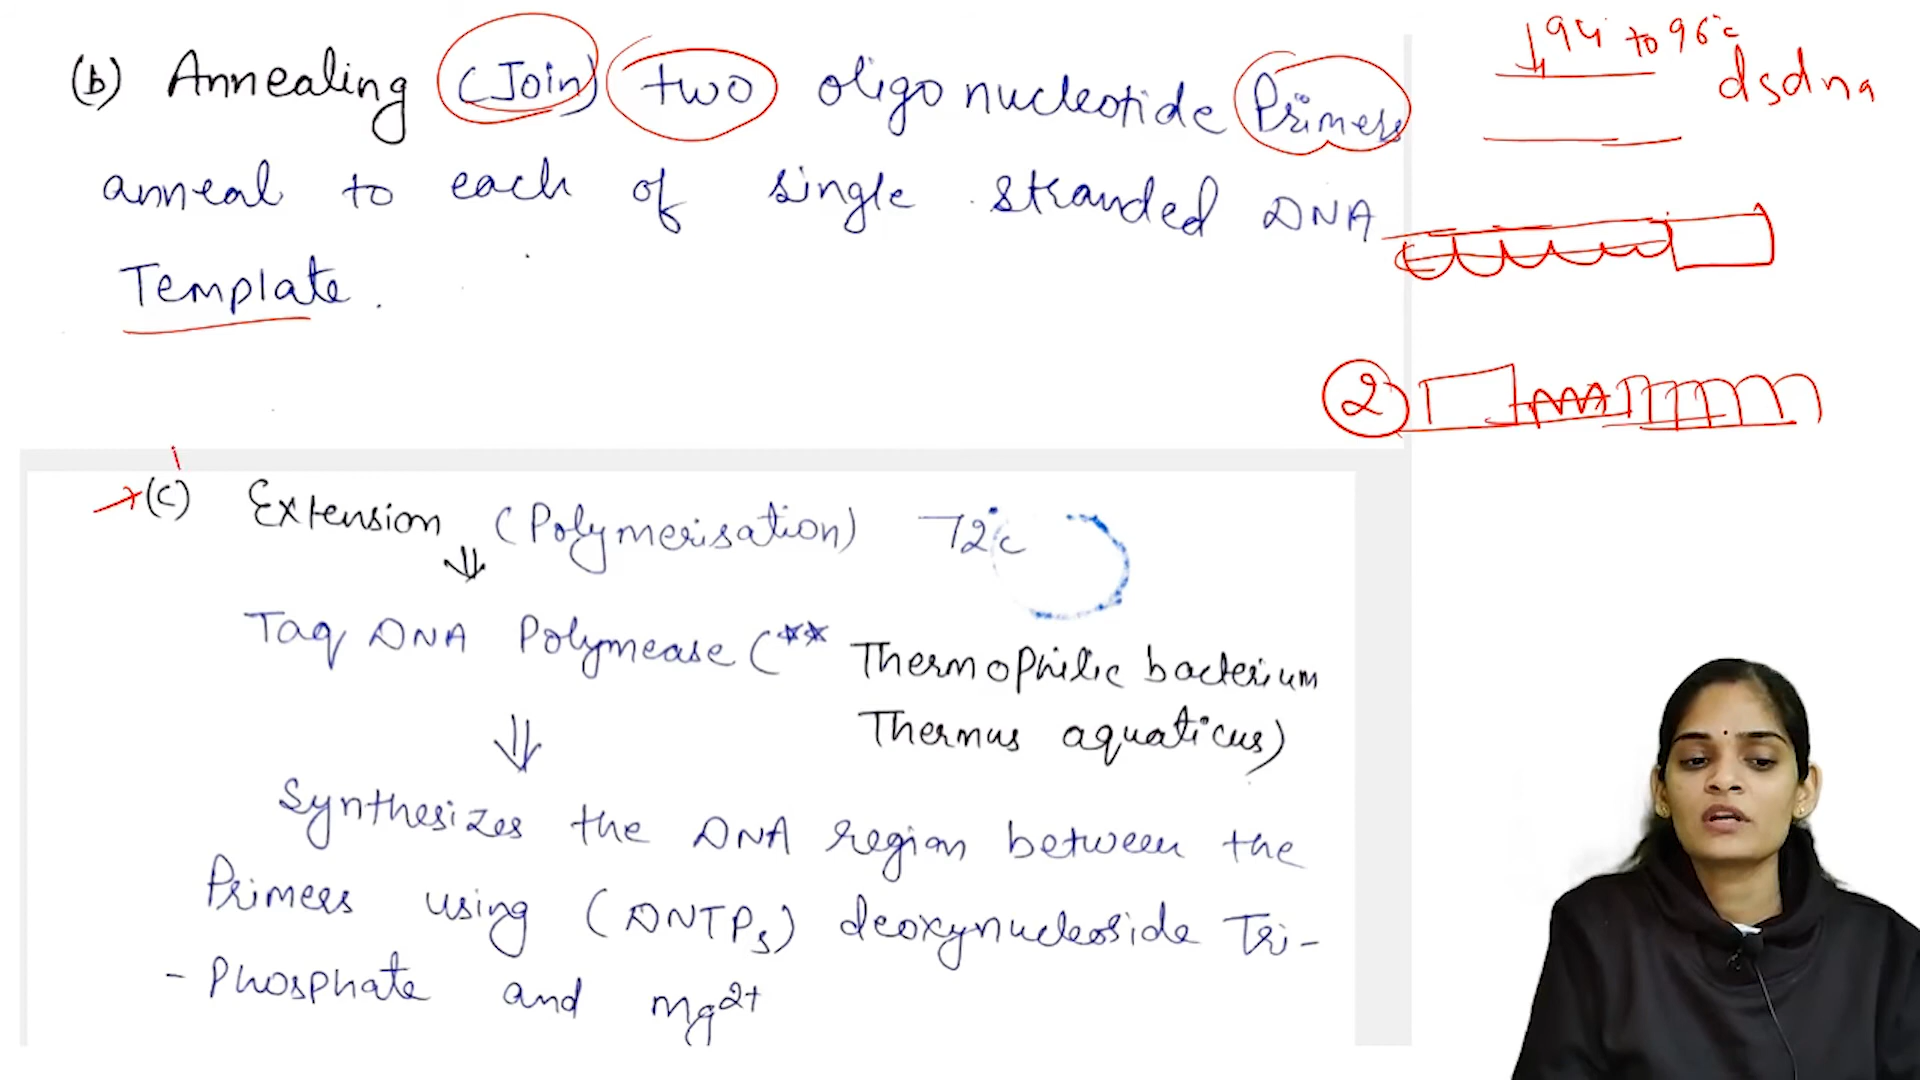 (b) Annealing (Join) two oligo nucleotide Primers
anneal to each of single stranded DNA
Template.
94 to 96°c
dsdna
2
(c) Extension (Polymerisation) 72°c
Taq DNA Polymease (** Thermophilic bacterium
Thermus aquaticus)
Synthesizes the DNA region between the
Primers using (DNTPs) deoxynucleoside Tri-
- Phosphate and mg2+